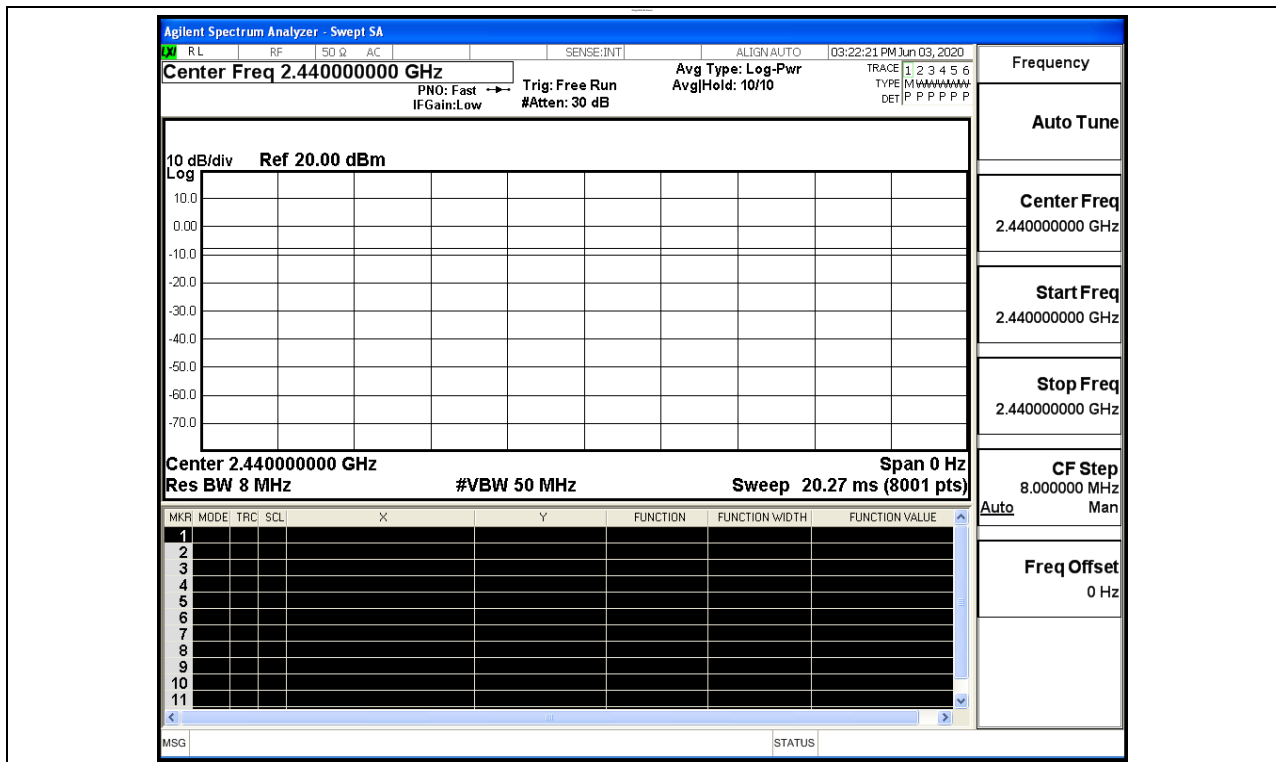 Agilent Spectrum Analyzer - Swept SA
LXI RL RF 50 Ω AC SENSE:INT ALIGN AUTO 03:22:21 PM Jun 03, 2020
Center Freq 2.440000000 GHz
PNO: Fast
IFGain:Low
Trig: Free Run
#Atten: 30 dB
Avg Type: Log-Pwr
Avg|Hold: 10/10
TRACE 1 2 3 4 5 6
TYPE M WWWWW
DET P P P P P P
10 dB/div Ref 20.00 dBm
Log
10.0
0.00
-10.0
-20.0
-30.0
-40.0
-50.0
-60.0
-70.0
Center 2.440000000 GHz Span 0 Hz
Res BW 8 MHz #VBW 50 MHz Sweep 20.27 ms (8001 pts)
MKR MODE TRC SCL X Y FUNCTION FUNCTION WIDTH FUNCTION VALUE
1
2
3
4
5
6
7
8
9
10
11
MSG STATUS
Frequency
Auto Tune
Center Freq
2.440000000 GHz
Start Freq
2.440000000 GHz
Stop Freq
2.440000000 GHz
CF Step
8.000000 MHz
Auto Man
Freq Offset
0 Hz